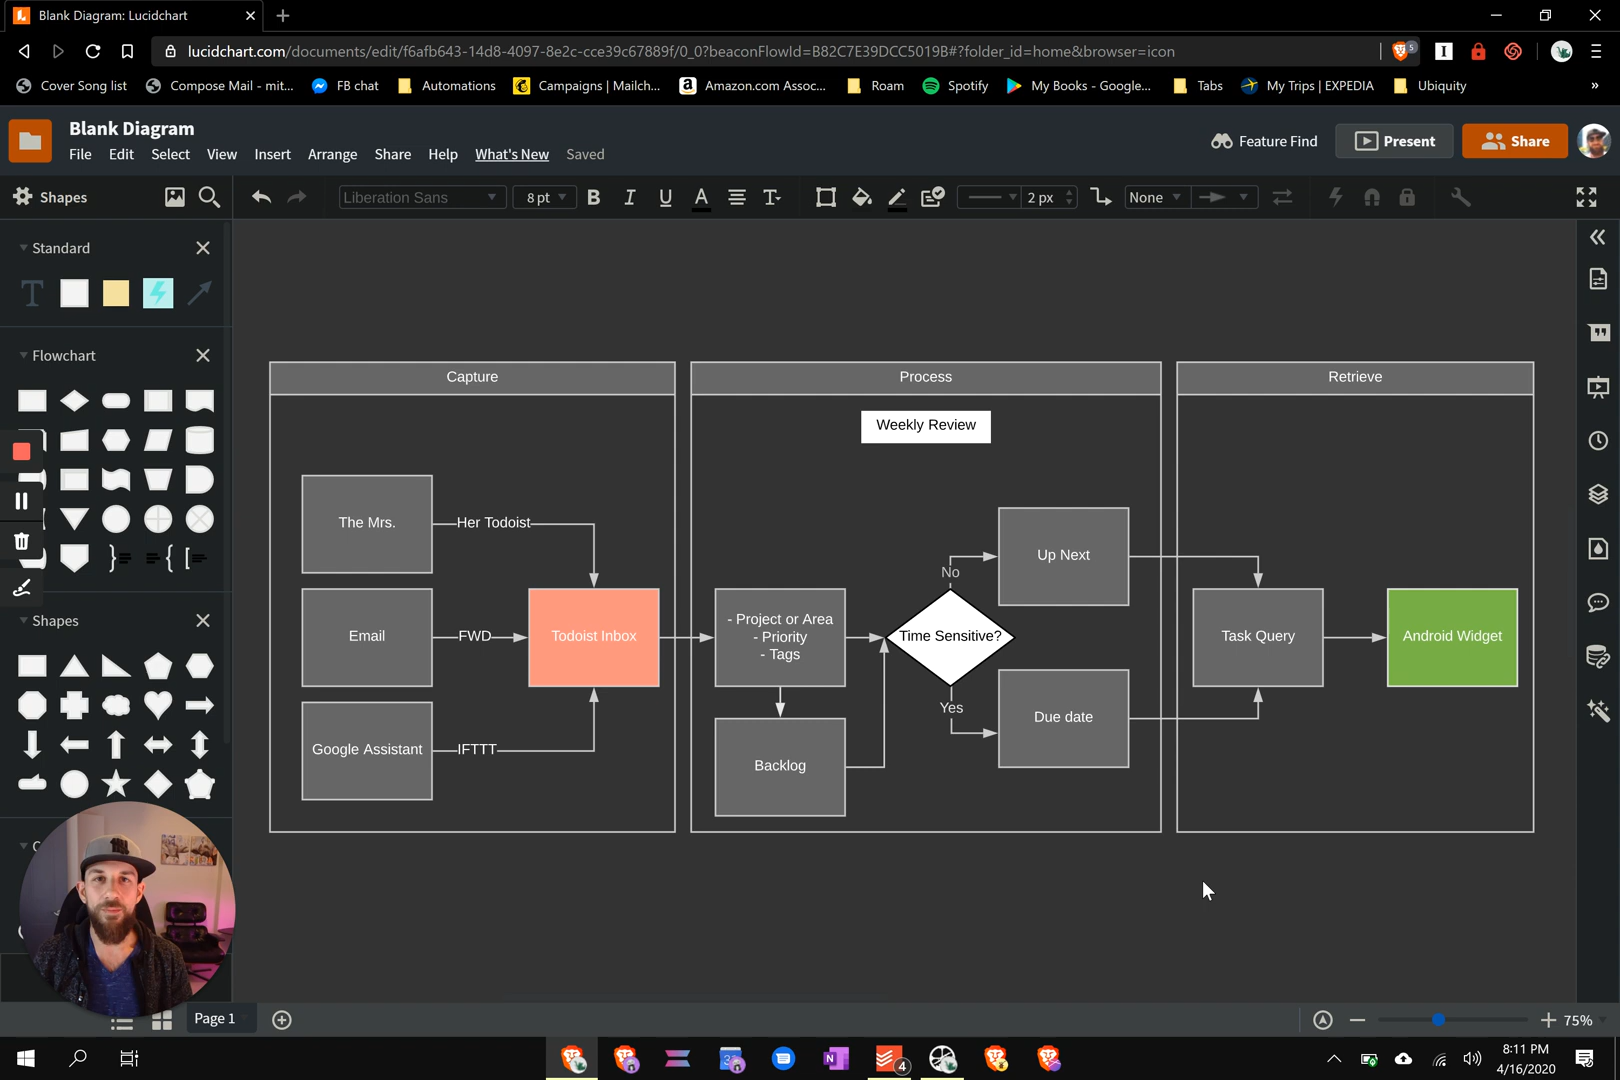 Blank Diagram: Lucidchart
lucidchart.com/documents/edit/f6afb643-14d8-4097-8e2c-cce39c67889f/0_0?beaconFlowId=B82C7E39DCC5019B#?folder_id=home&browser=icon
5
Cover Song list
Compose Mail - mit...
FB chat
Automations
Campaigns | Mailch...
Amazon.com Assoc...
Roam
Spotify
My Books - Google...
Tabs
My Trips | EXPEDIA
Ubiquity
»
Blank Diagram
File Edit Select View Insert Arrange Share Help What's New Saved
Feature Find
Present
Share
Shapes
Liberation Sans
8 pt
B I U A T
2 px
None
Standard
T
Flowchart
Shapes
Capture
Process
Retrieve
Weekly Review
The Mrs.
Her Todoist
Email
FWD
Todoist Inbox
Google Assistant
IFTTT
- Project or Area
- Priority
- Tags
Backlog
No
Time Sensitive?
Yes
Up Next
Due date
Task Query
Android Widget
Page 1
75%
4
8:11 PM
4/16/2020